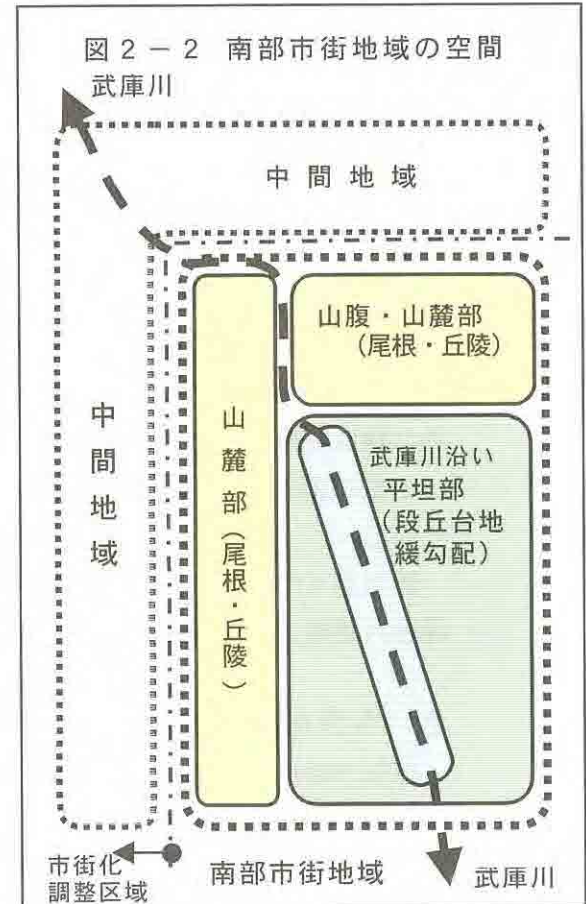 図2-2 南部市街地域の空間
武庫川
中間地域
山腹・山麓部
(尾根・丘陵)
中間地域
山麓部(尾根・丘陵)
武庫川沿い
平坦部
(段丘台地
緩勾配)
市街化
調整区域
南部市街地域
武庫川